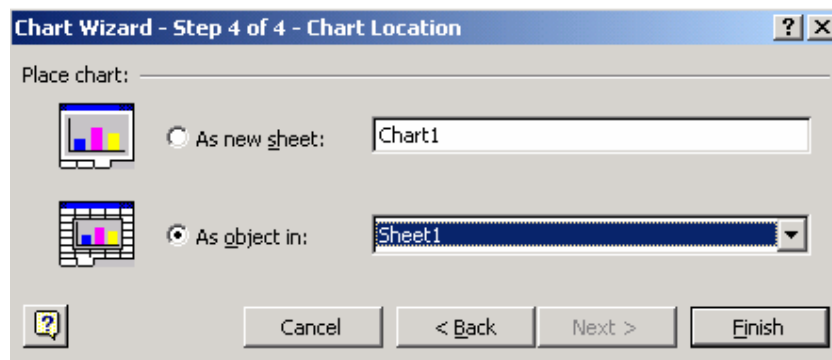 Chart Wizard - Step 4 of 4 - Chart Location
Place chart:
As new sheet: Chart1
As object in: Sheet1
Cancel < Back Next > Finish